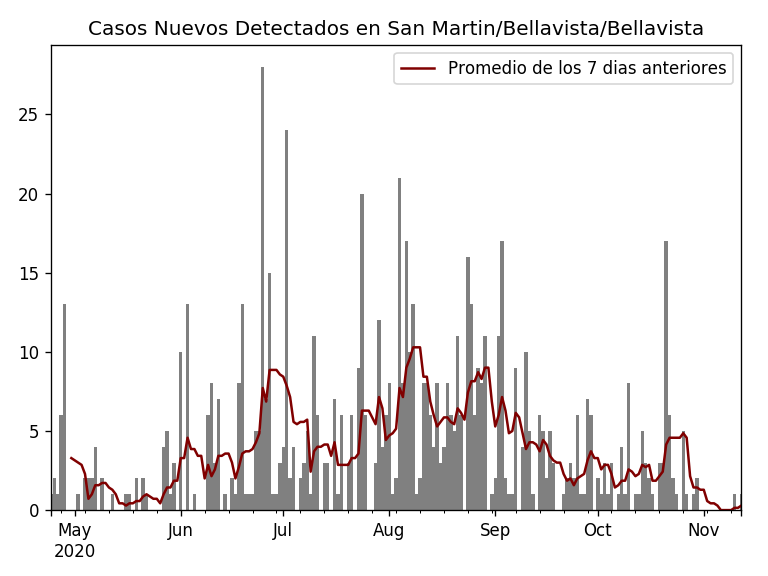 Casos Nuevos Detectados en San Martin/Bellavista/Bellavista
Promedio de los 7 dias anteriores
25
20
15
10
5
0
May Jun Jul Aug Sep Oct Nov
2020